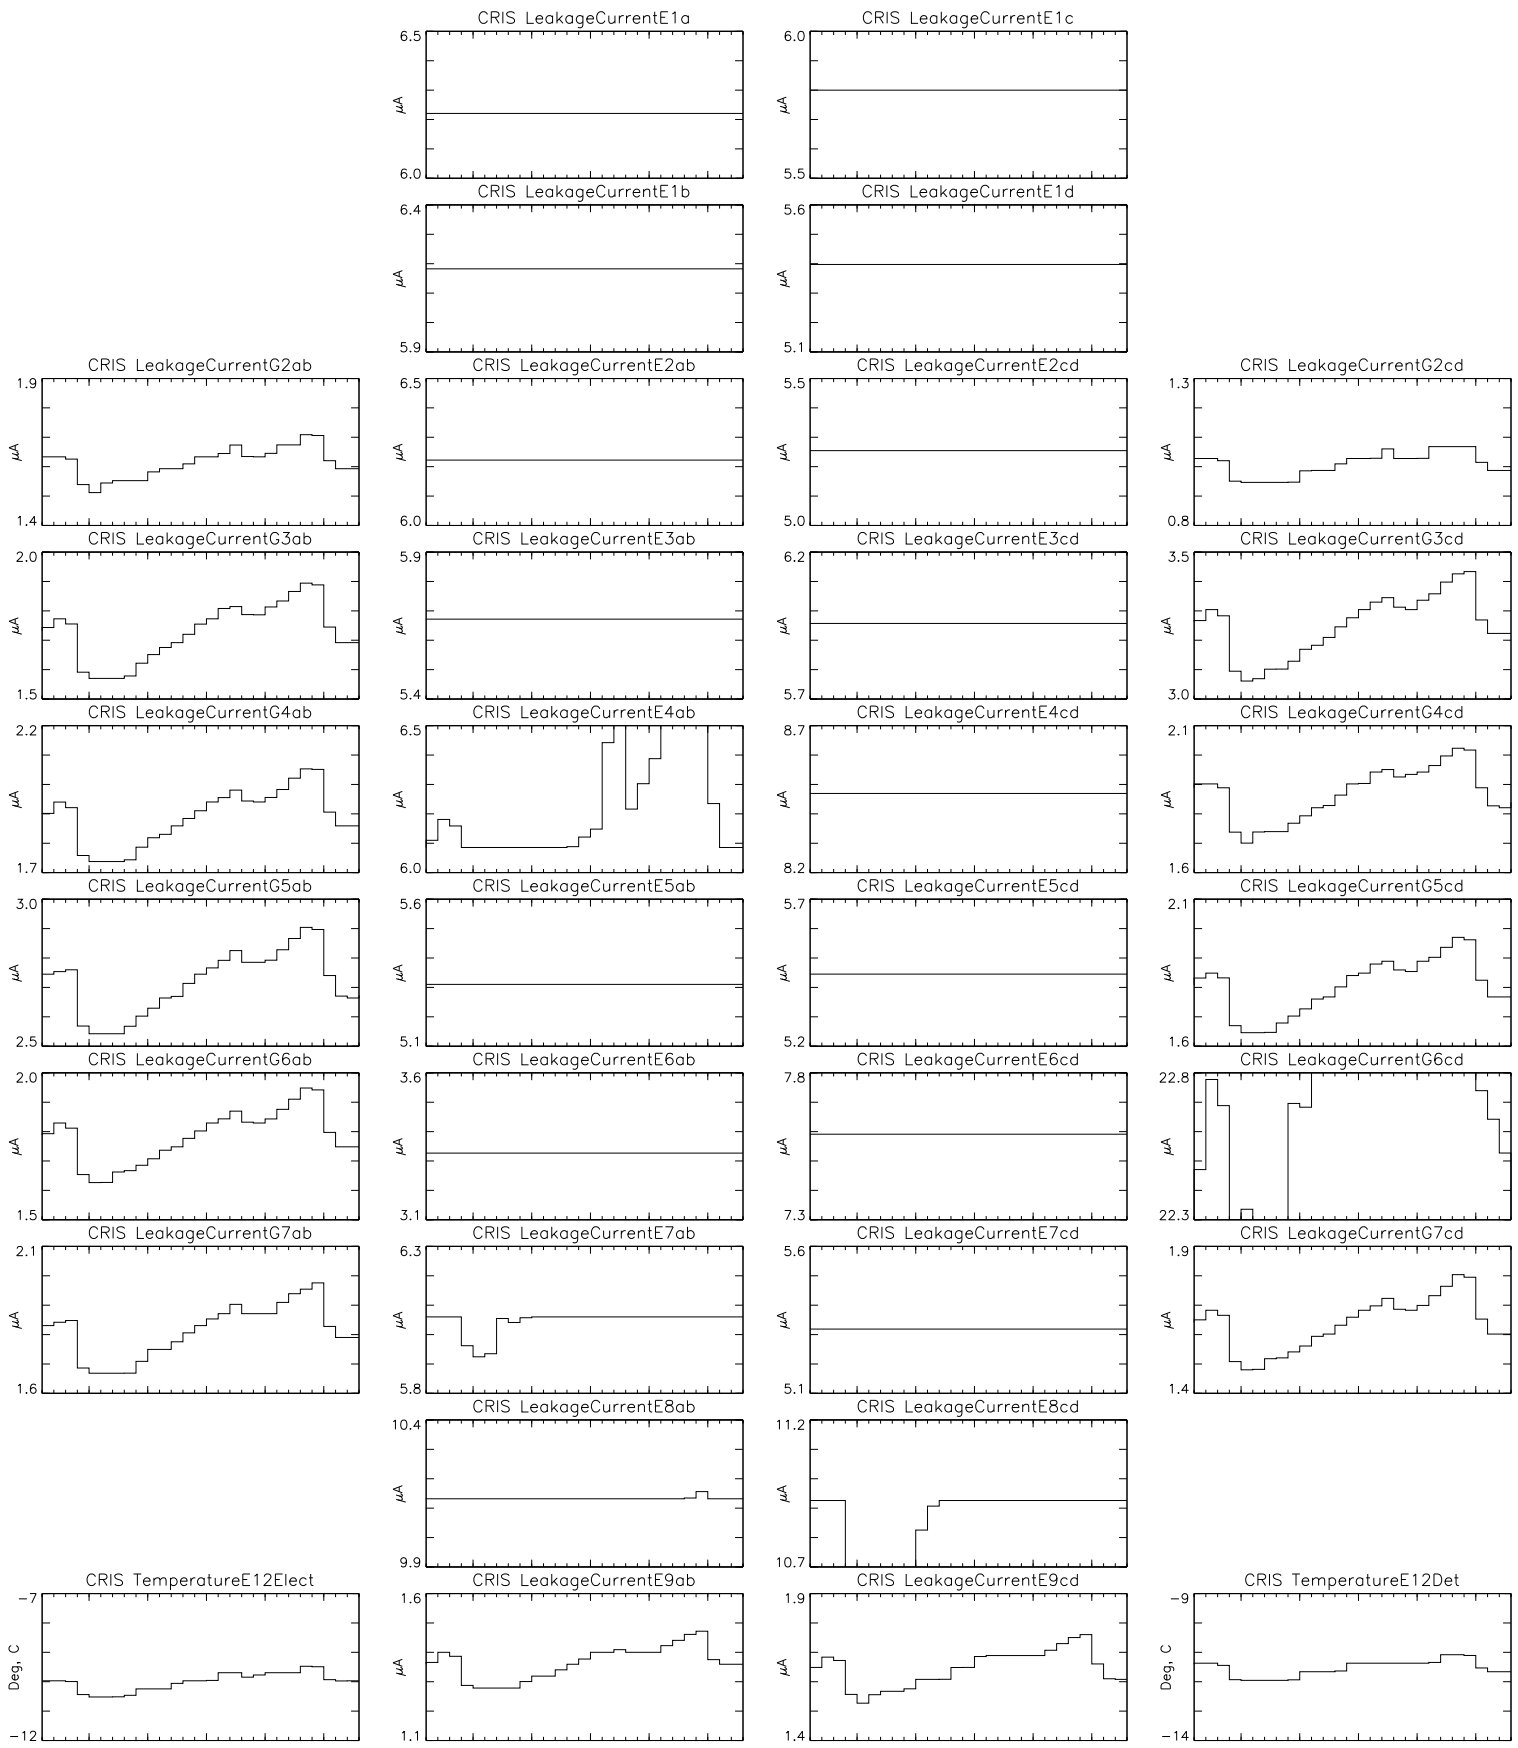 CRIS LeakageCurrentE1a
6.5
µA
6.0
CRIS LeakageCurrentE1c
6.0
µA
5.5
CRIS LeakageCurrentE1b
6.4
µA
5.9
CRIS LeakageCurrentE1d
5.6
µA
5.1
CRIS LeakageCurrentG2ab
1.9
µA
1.4
CRIS LeakageCurrentE2ab
6.5
µA
6.0
CRIS LeakageCurrentE2cd
5.5
µA
5.0
CRIS LeakageCurrentG2cd
1.3
µA
0.8
CRIS LeakageCurrentG3ab
2.0
µA
1.5
CRIS LeakageCurrentE3ab
5.9
µA
5.4
CRIS LeakageCurrentE3cd
6.2
µA
5.7
CRIS LeakageCurrentG3cd
3.5
µA
3.0
CRIS LeakageCurrentG4ab
2.2
µA
1.7
CRIS LeakageCurrentE4ab
6.5
µA
6.0
CRIS LeakageCurrentE4cd
8.7
µA
8.2
CRIS LeakageCurrentG4cd
2.1
µA
1.6
CRIS LeakageCurrentG5ab
3.0
µA
2.5
CRIS LeakageCurrentE5ab
5.6
µA
5.1
CRIS LeakageCurrentE5cd
5.7
µA
5.2
CRIS LeakageCurrentG5cd
2.1
µA
1.6
CRIS LeakageCurrentG6ab
2.0
µA
1.5
CRIS LeakageCurrentE6ab
3.6
µA
3.1
CRIS LeakageCurrentE6cd
7.8
µA
7.3
CRIS LeakageCurrentG6cd
22.8
µA
22.3
CRIS LeakageCurrentG7ab
2.1
µA
1.6
CRIS LeakageCurrentE7ab
6.3
µA
5.8
CRIS LeakageCurrentE7cd
5.6
µA
5.1
CRIS LeakageCurrentG7cd
1.9
µA
1.4
CRIS LeakageCurrentE8ab
10.4
µA
9.9
CRIS LeakageCurrentE8cd
11.2
µA
10.7
CRIS TemperatureE12Elect
-7
Deg, C
-12
CRIS LeakageCurrentE9ab
1.6
µA
1.1
CRIS LeakageCurrentE9cd
1.9
µA
1.4
CRIS TemperatureE12Det
-9
Deg, C
-14